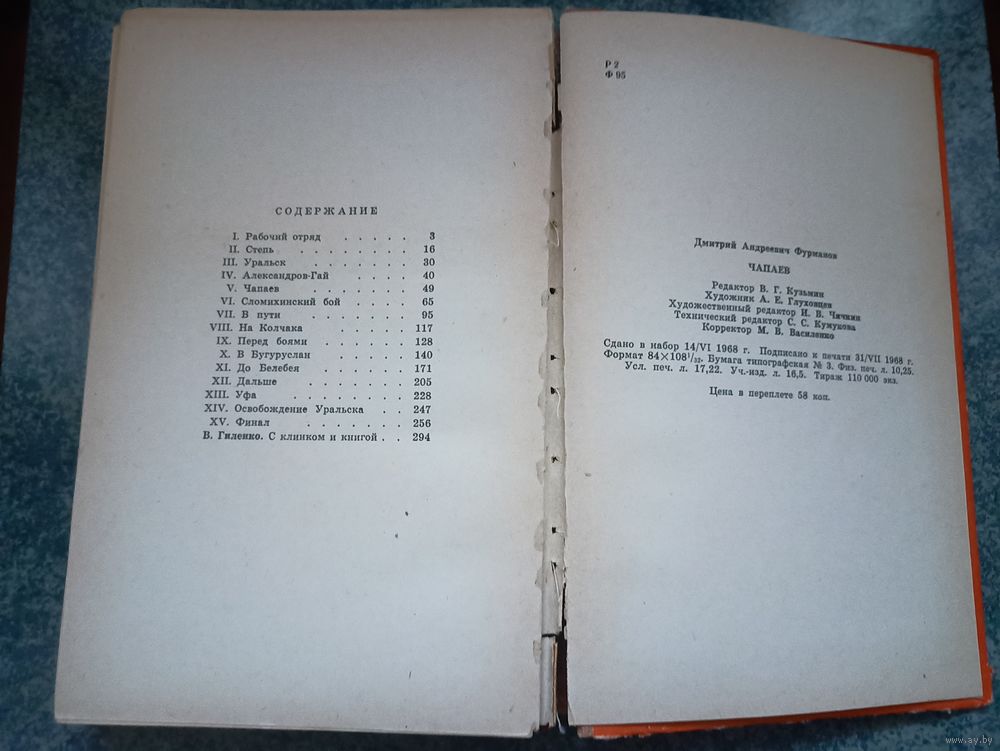 СОДЕРЖАНИЕ
I. Рабочий отряд . . . . . 3
II. Степь . . . . . . . 16
III. Уральск . . . . . . 30
IV. Александров-Гай . . . . 40
V. Чапаев . . . . . . 49
VI. Сломихинский бой . . . . 65
VII. В пути . . . . . . 95
VIII. На Колчака . . . . . 117
IX. Перед боями . . . . . 128
X. В Бугуруслан . . . . . 140
XI. До Белебея . . . . . 171
XII. Дальше . . . . . . 205
XIII. Уфа . . . . . . . 228
XIV. Освобождение Уральска . . 247
XV. Финал . . . . . . 256
В. Гиленко. С клинком и книгой . . 294
Р 2
Ф 95
Дмитрий Андреевич Фурманов
ЧАПАЕВ
Редактор В. Г. Кузьмин
Художник А. Е. Глуховцев
Художественный редактор И. В. Чичкин
Технический редактор С. С. Кумукова
Корректор М. В. Василенко
Сдано в набор 14/VI 1968 г. Подписано к печати 31/VII 1968 г.
Формат 84×108¹/₃₂. Бумага типографская № 3. Физ. печ. л. 10,25.
Усл. печ. л. 17,22. Уч.-изд. л. 16,5. Тираж 110 000 экз.
Цена в переплете 58 коп.
www.ay.by